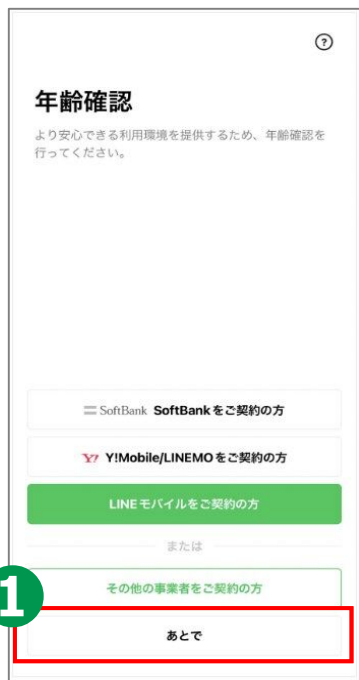 ?
年齢確認
より安心できる利用環境を提供するため、年齢確認を
行ってください。
SoftBank SoftBankをご契約の方
Y! Y!Mobile/LINEMOをご契約の方
LINEモバイルをご契約の方
または
その他の事業者をご契約の方
1
あとで